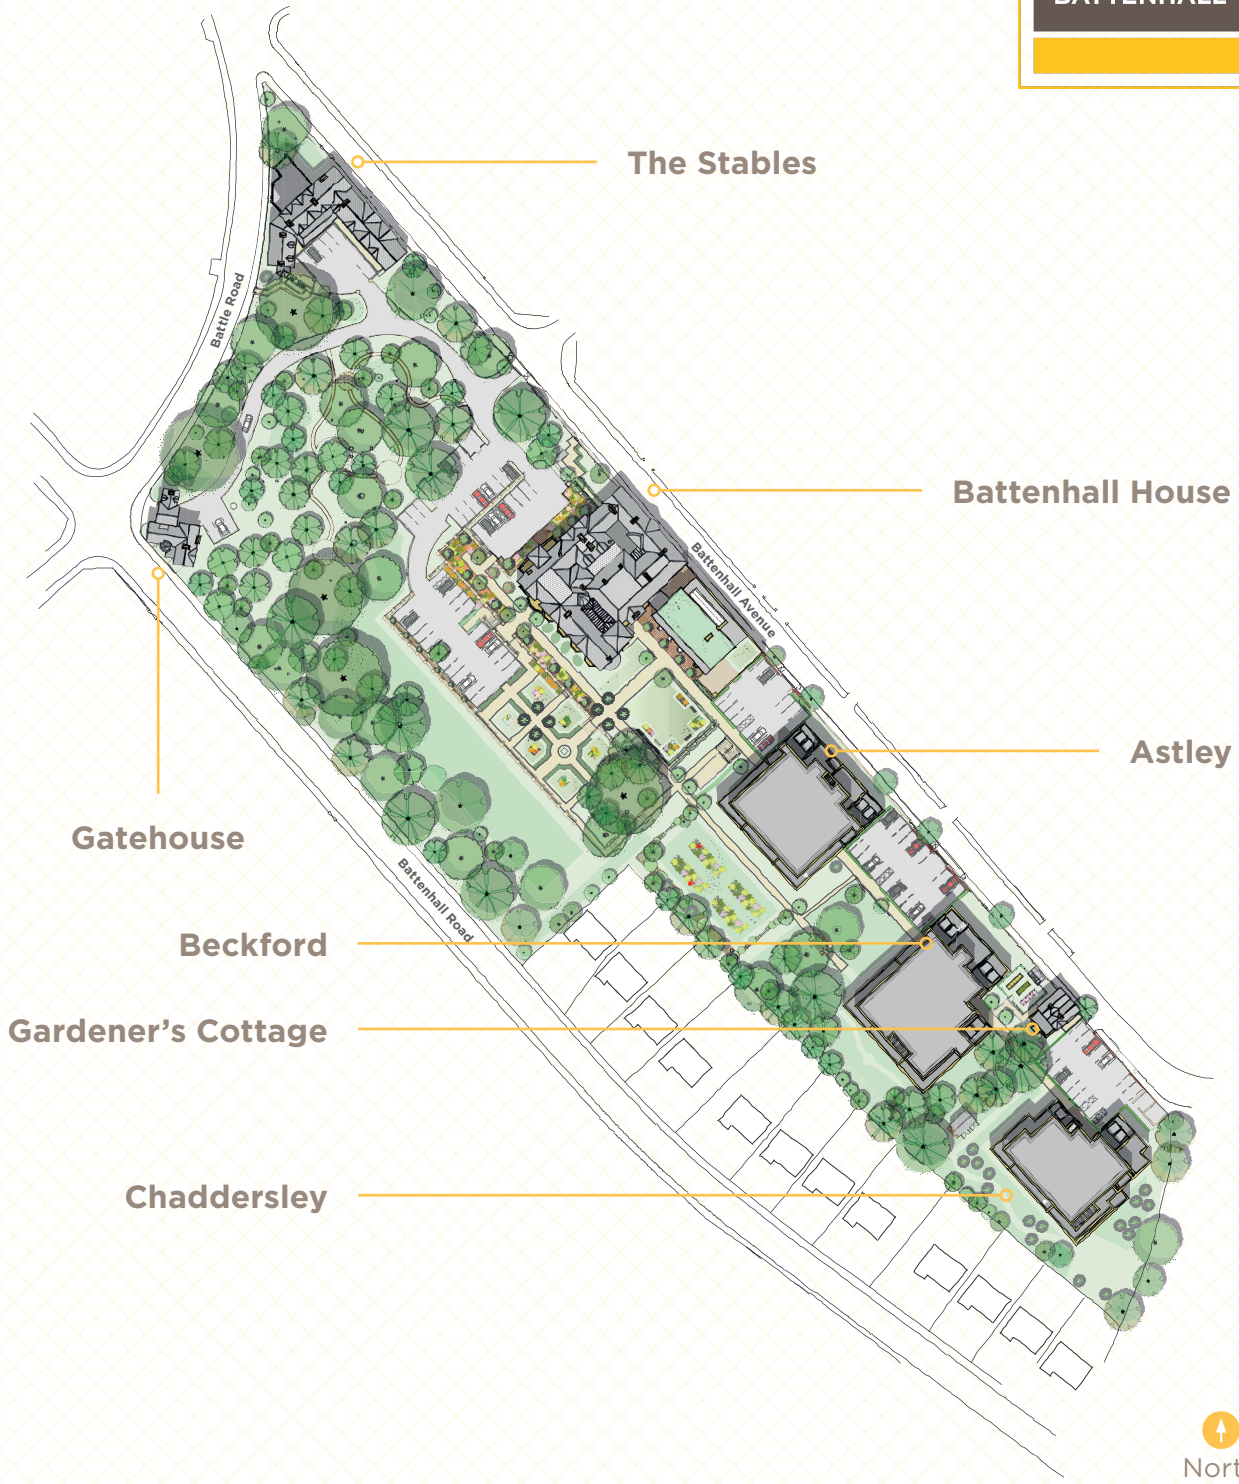 The Stables
Battle Road
Battenhall House
Battenhall Avenue
Astley
Gatehouse
Battenhall Road
Beckford
Gardener's Cottage
Chaddersley